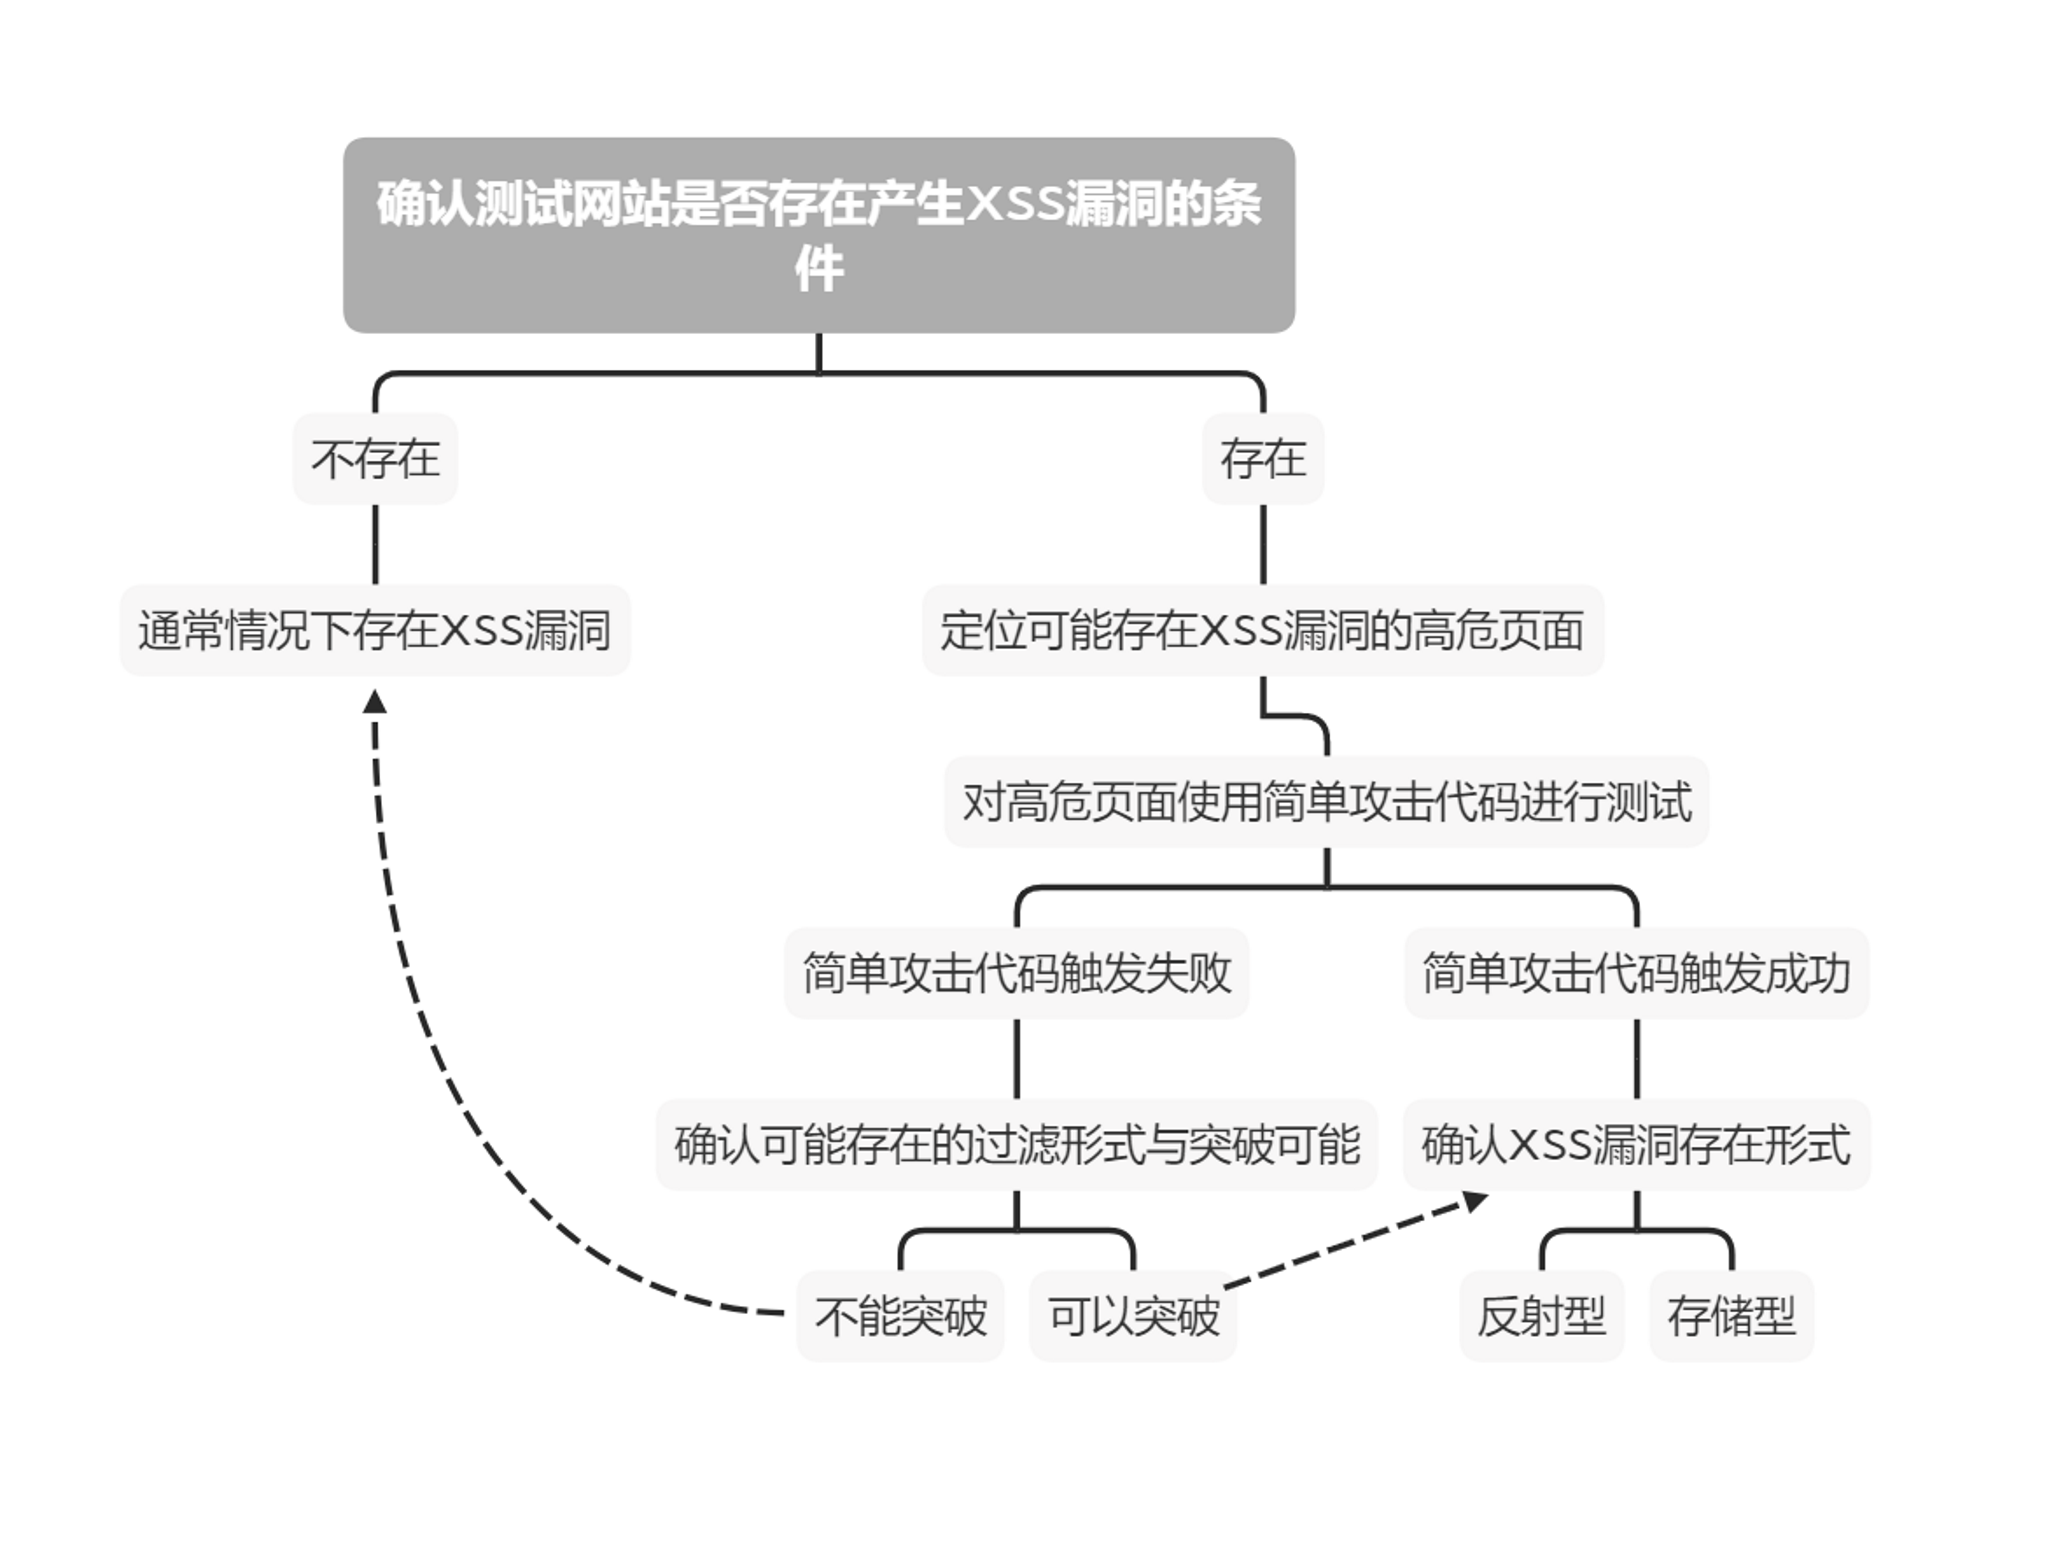 确认测试网站是否存在产生XSS漏洞的条
件
不存在
存在
通常情况下存在XSS漏洞
定位可能存在XSS漏洞的高危页面
对高危页面使用简单攻击代码进行测试
简单攻击代码触发失败
简单攻击代码触发成功
确认可能存在的过滤形式与突破可能
确认XSS漏洞存在形式
不能突破
可以突破
反射型
存储型